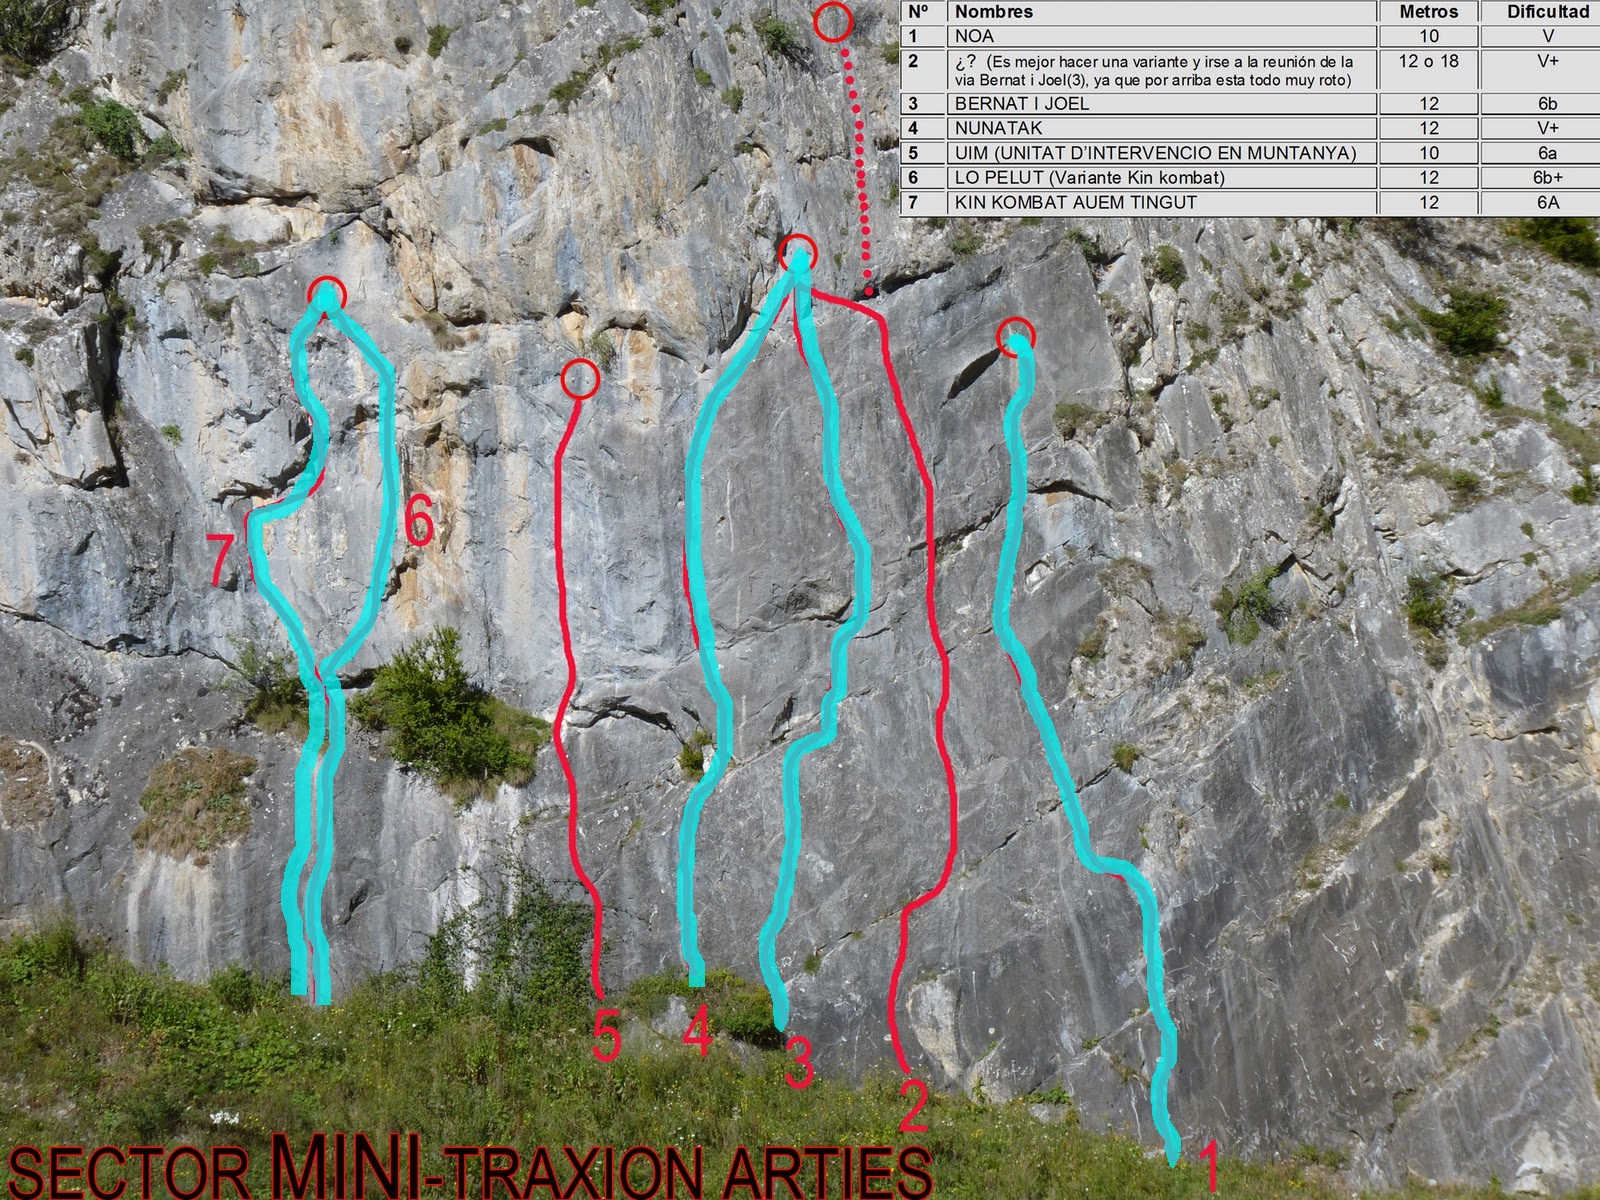 Nº Nombres Metros Dificultad
1 NOA 10 V
2 ¿? (Es mejor hacer una variante y irse a la reunión de la 12 o 18 V+
via Bernat i Joel(3), ya que por arriba esta todo muy roto)
3 BERNAT I JOEL 12 6b
4 NUNATAK 12 V+
5 UIM (UNITAT D'INTERVENCIO EN MUNTANYA) 10 6a
6 LO PELUT (Variante Kin kombat) 12 6b+
7 KIN KOMBAT AUEM TINGUT 12 6A
6
7
5
4
3
2
1
SECTOR MINI-TRAXION ARTIES